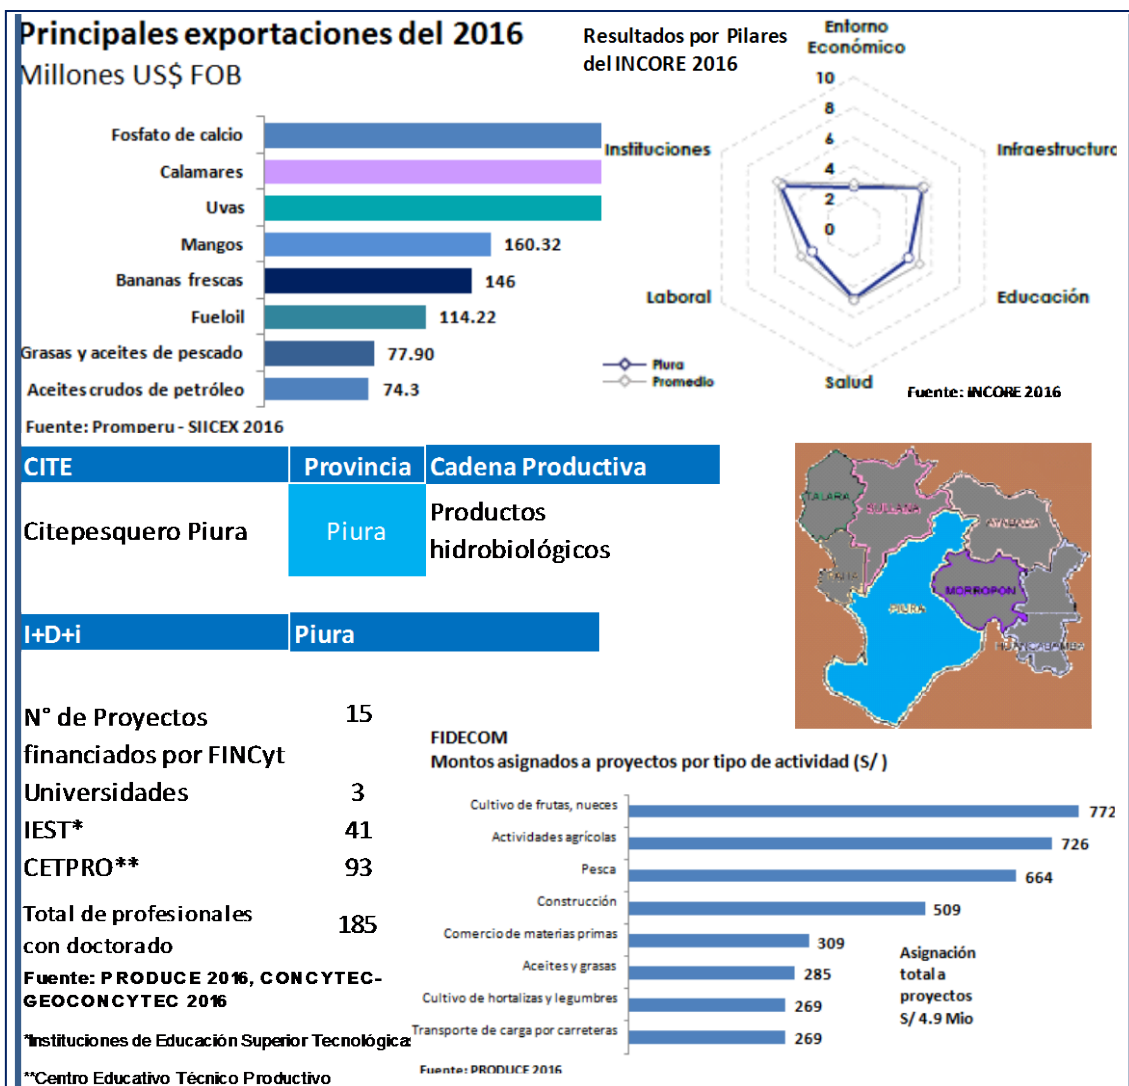 Principales exportaciones del 2016
Millones US$ FOB
Fosfato de calcio
Calamares
Uvas
Mangos
160.32
Bananas frescas
146
Fueloil
114.22
Grasas y aceites de pescado
77.90
Aceites crudos de petróleo
74.3
Fuente: Promperu - SIICEX 2016
Resultados por Pilares
del INCORE 2016
Entorno
Económico
10
8
6
4
2
0
Instituciones
Infraestructura
Laboral
Educación
Salud
Piura
Promedio
Fuente: INCORE 2016
CITE Provincia Cadena Productiva
Citepesquero Piura
Piura
Productos
hidrobiológicos
TALARA
SULLANA
AYABACA
PAITA
PIURA
MORROPON
HUANCABAMBA
I+D+i Piura
N° de Proyectos 15
financiados por FINCyt
Universidades 3
IEST* 41
CETPRO** 93
Total de profesionales
con doctorado
185
Fuente: PRODUCE 2016, CONCYTEC-
GEOCONCYTEC 2016
*Instituciones de Educación Superior Tecnológica
**Centro Educativo Técnico Productivo
FIDECOM
Montos asignados a proyectos por tipo de actividad (S/ )
Cultivo de frutas, nueces
772
Actividades agrícolas
726
Pesca
664
Construcción
509
Comercio de materias primas
309
Aceites y grasas
285
Cultivo de hortalizas y legumbres
269
Transporte de carga por carreteras
269
Asignación
total a
proyectos
S/ 4.9 Mio
Fuente: PRODUCE 2016